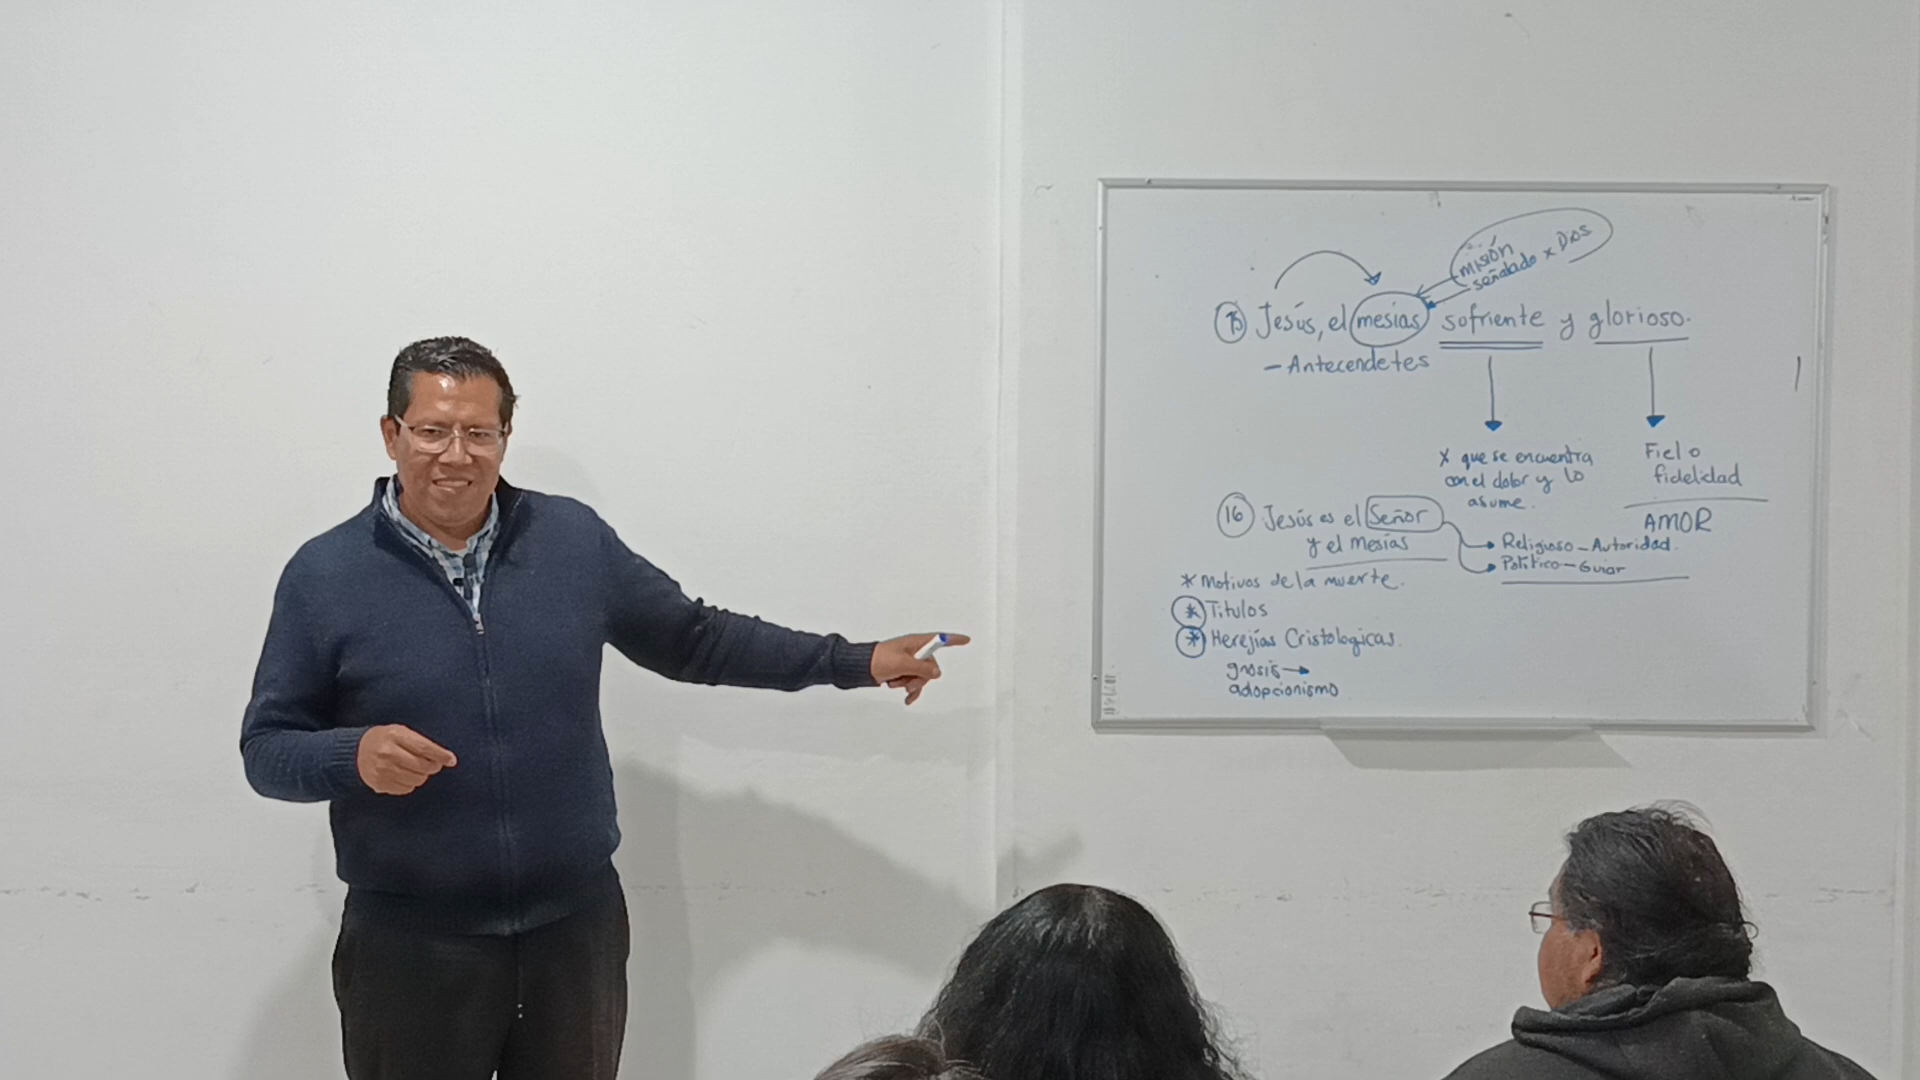 misión
señalado x Dios
15 Jesús, el mesías sofriente y glorioso.
- Antecendetes
x que se encuentra
con el dolor y lo
asume.
Fiel o
fidelidad
AMOR
16 Jesús es el Señor
y el Mesías
Religioso - Autoridad.
Político - Guiar
* Motivos de la muerte.
* Titulos
* Herejías Cristologicas.
gnosis →
adopcionismo